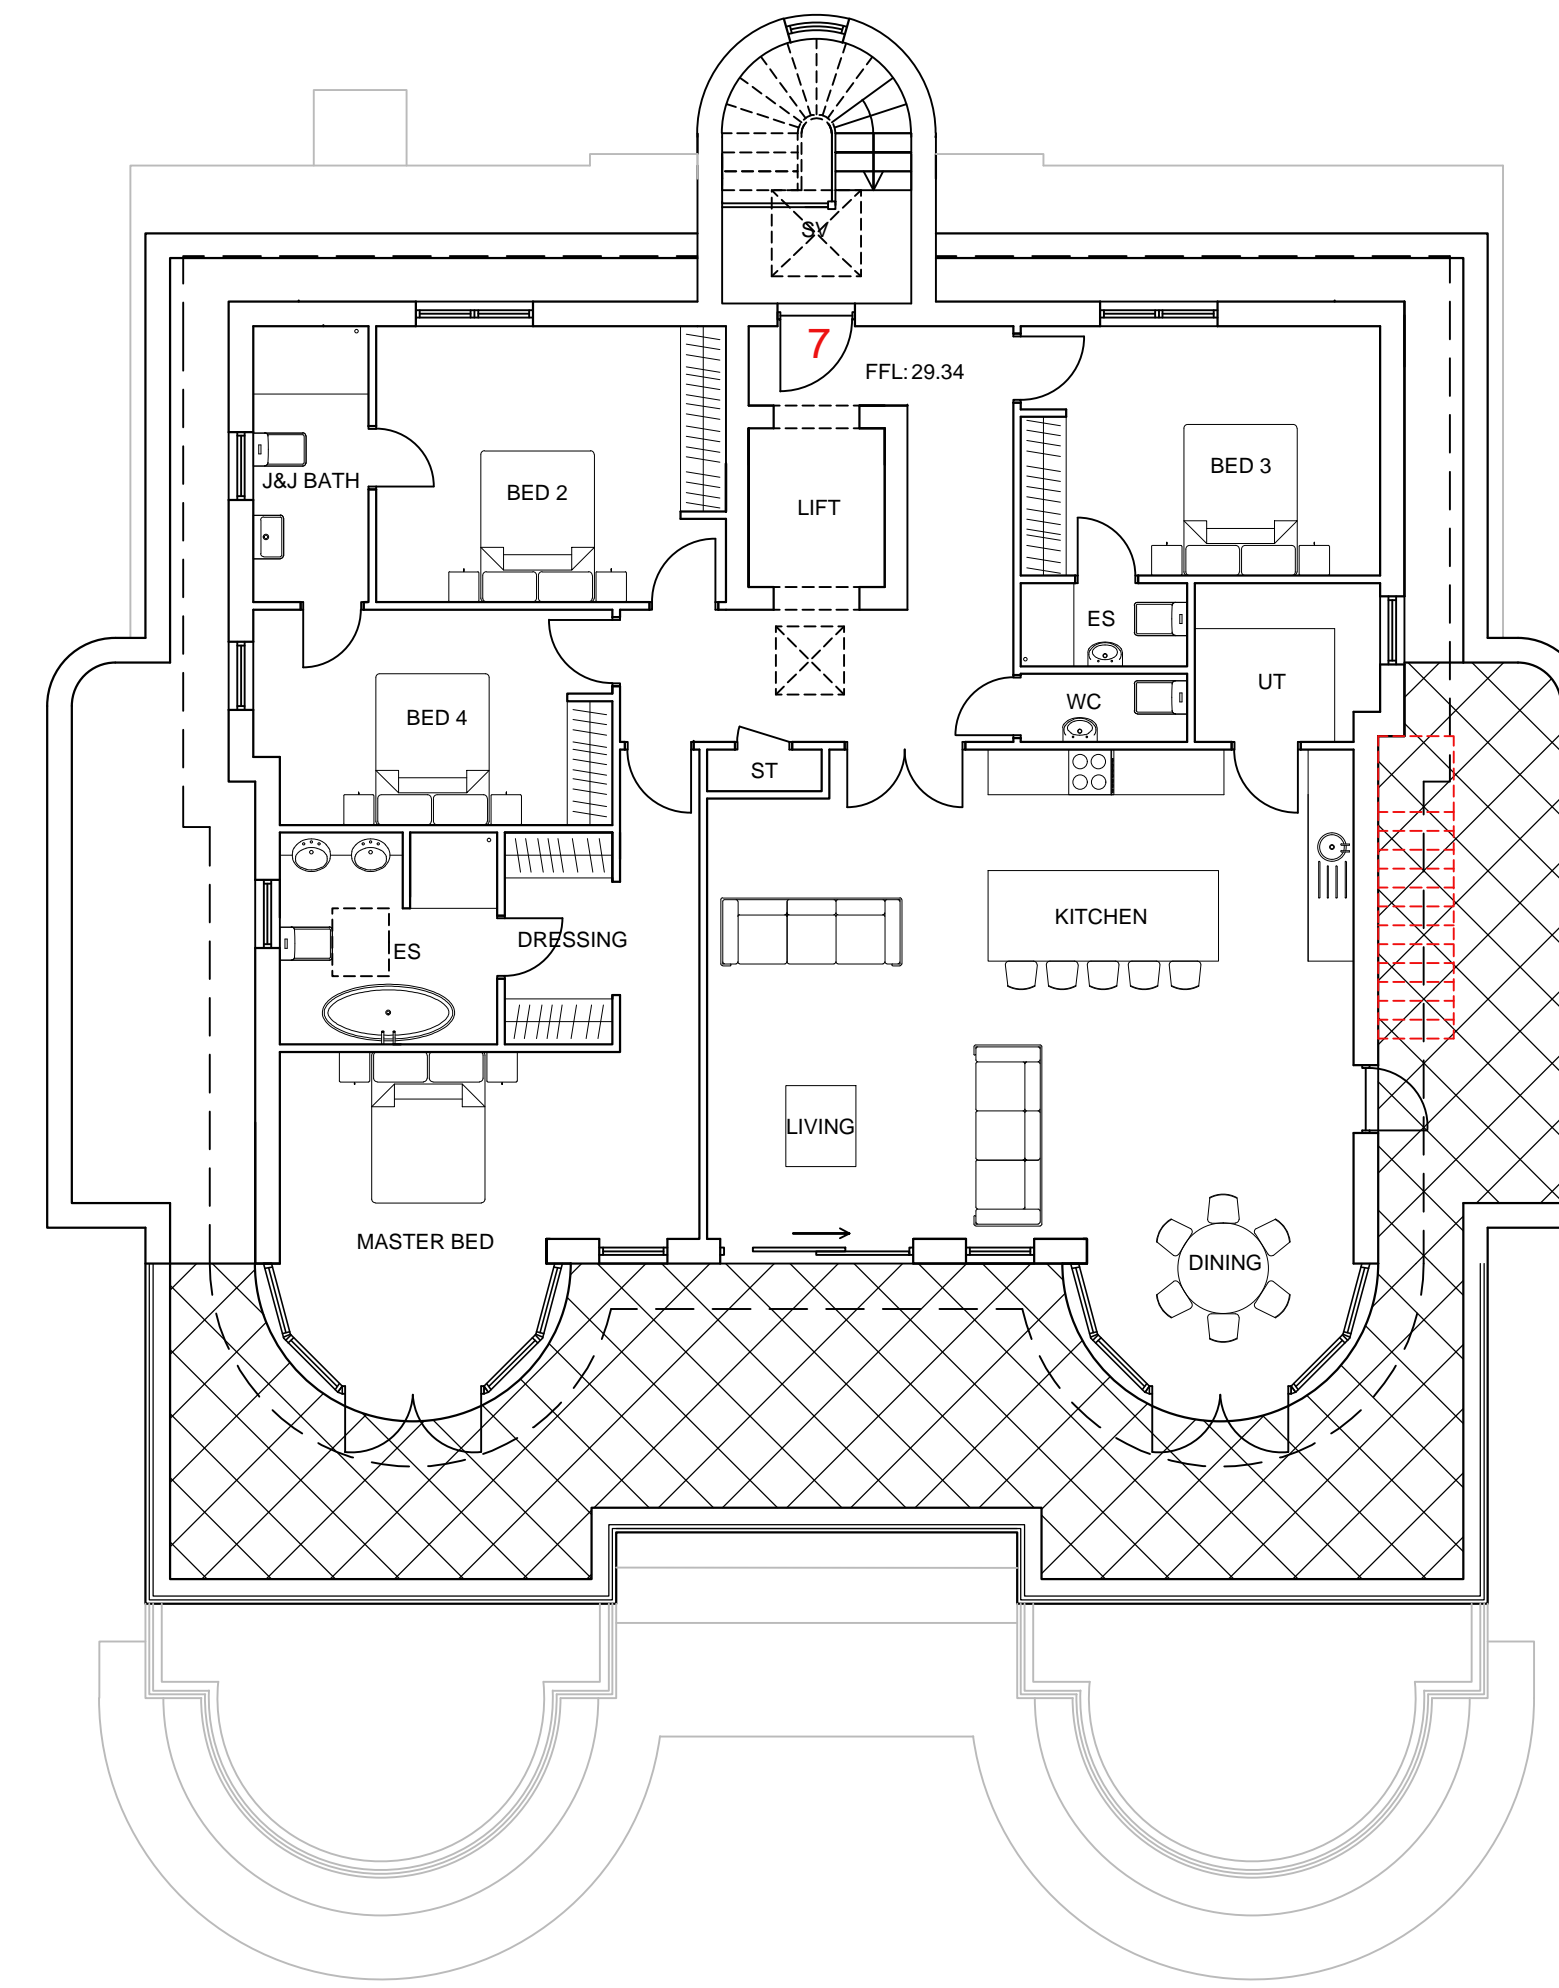 SV
7
FFL: 29.34
J&J BATH
BED 2
LIFT
BED 3
ES
UT
WC
BED 4
ST
DRESSING
ES
KITCHEN
LIVING
MASTER BED
DINING